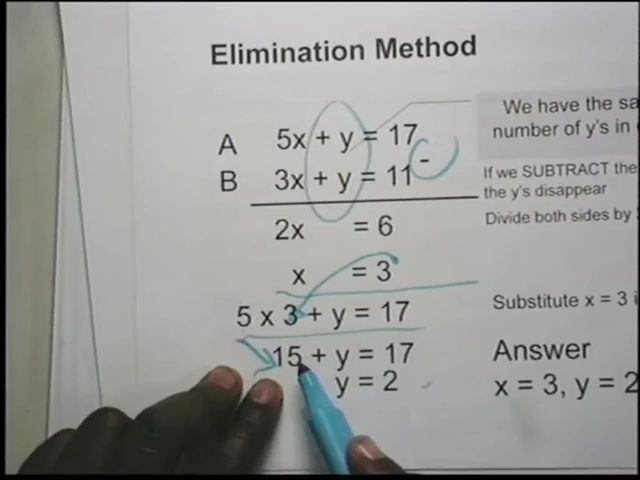 Elimination Method
We have the sa
A 5x + y = 17 number of y's in
B 3x + y = 11 -
If we SUBTRACT the
the y's disappear
2x = 6 Divide both sides by
x = 3
5 x 3 + y = 17 Substitute x = 3
15 + y = 17 Answer
y = 2 x = 3, y = 2